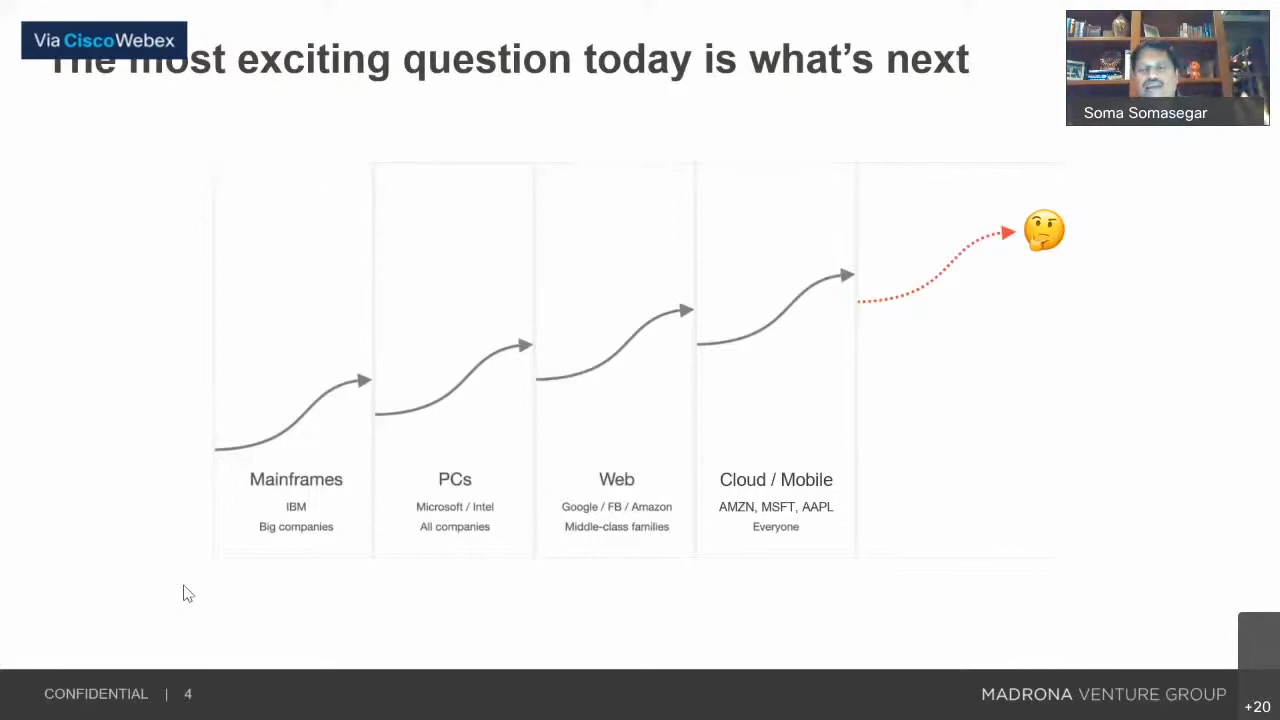 Via CiscoWebex
The most exciting question today is what's next
Soma Somasegar
Mainframes
IBM
Big companies
PCs
Microsoft / Intel
All companies
Web
Google / FB / Amazon
Middle-class families
Cloud / Mobile
AMZN, MSFT, AAPL
Everyone
CONFIDENTIAL | 4
MADRONA VENTURE GROUP
+20